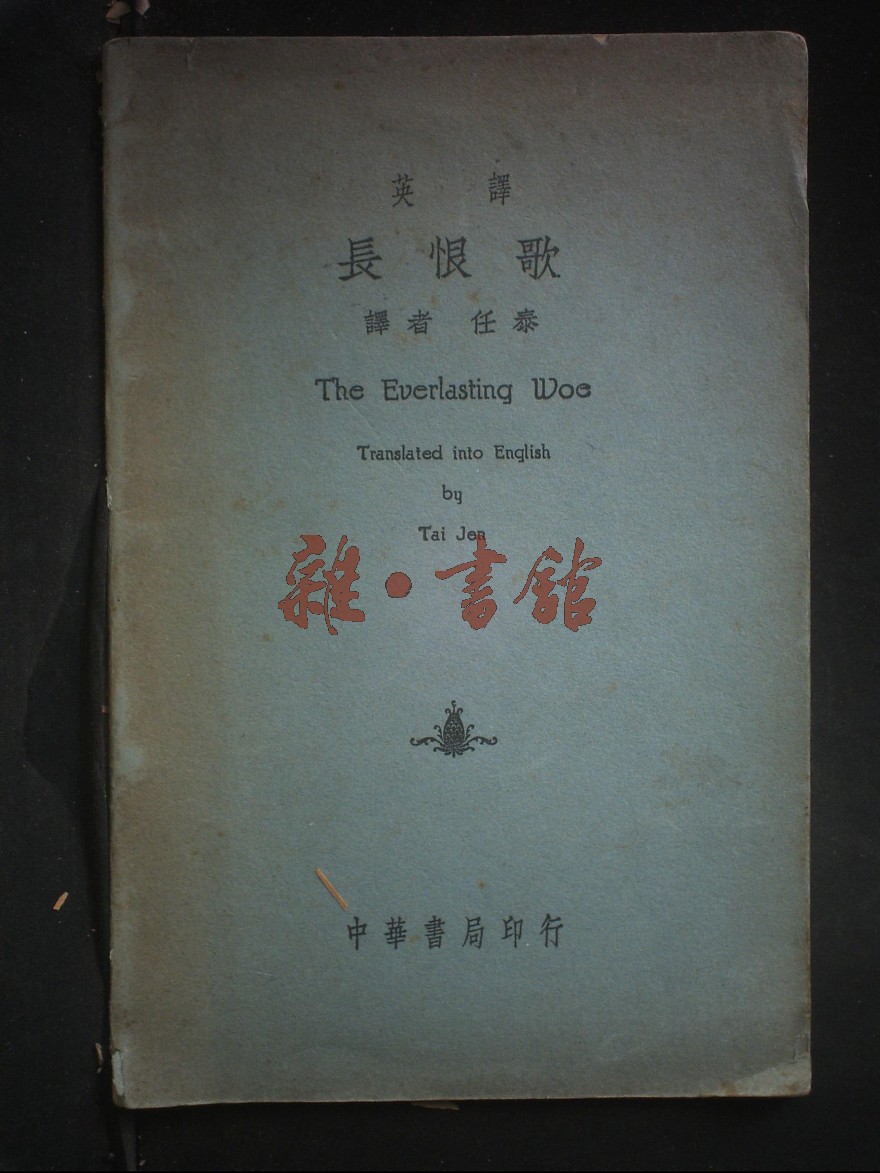 英譯
長恨歌
譯者 任泰
The Everlasting Woe
Translated into English
by
Tai Jen
雜·書館
中華書局印行